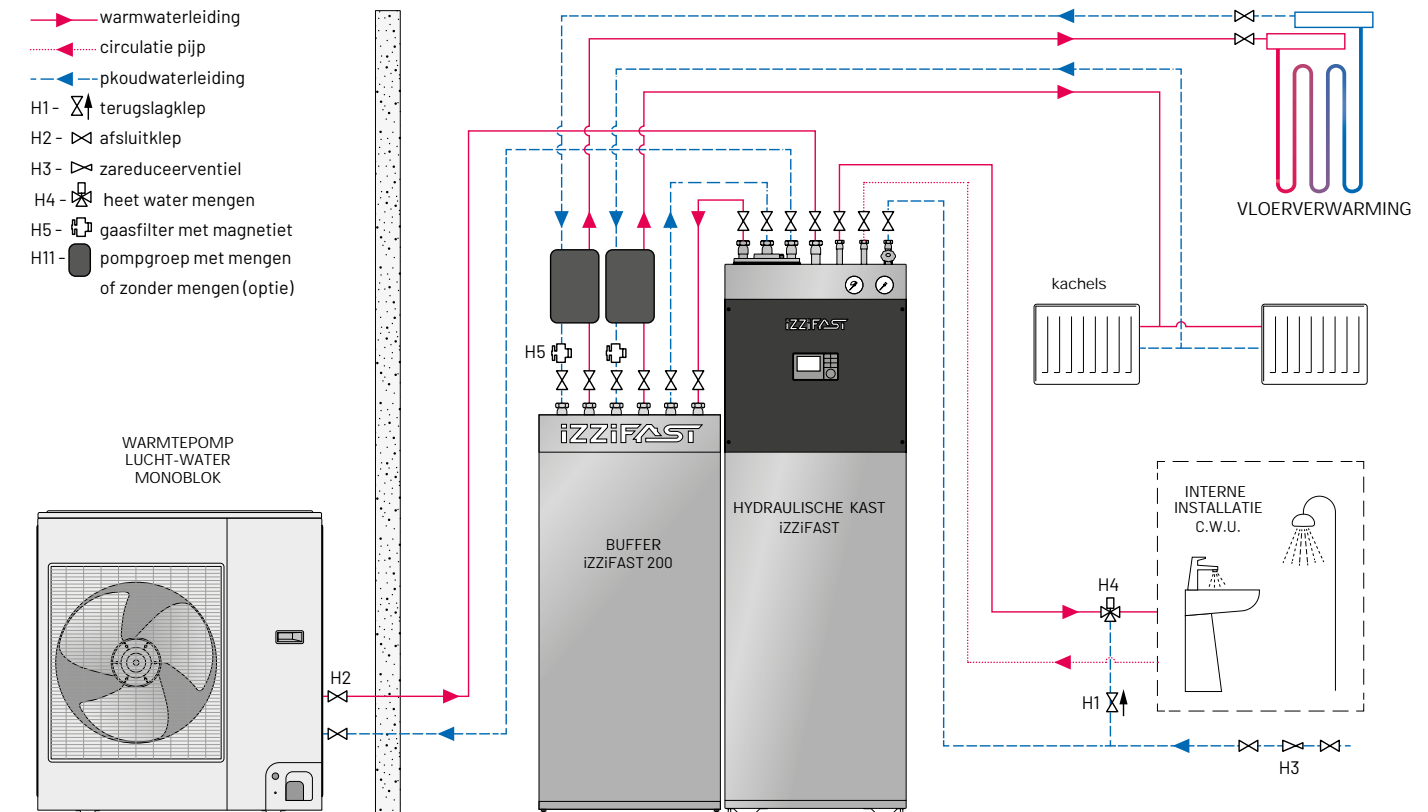 warmwaterleiding
circulatie pijp
pkoudwaterleiding
H1 - terugslagklep
H2 - afsluitklep
H3 - zareduceerventiel
H4 - heet water mengen
H5 - gaasfilter met magnetiet
H11 - pompgroep met mengen
of zonder mengen (optie)
VLOERVERWARMING
kachels
iZZiFAST
H5
iZZiFAST
WARMTEPOMP
LUCHT-WATER
MONOBLOK
HYDRAULISCHE KAST
iZZiFAST
BUFFER
iZZiFAST 200
INTERNE
INSTALLATIE
C.W.U.
H4
H2
H1
H3